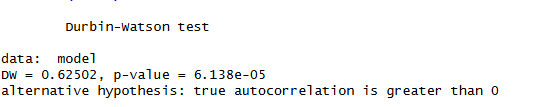 Durbin-Watson test
data:  model
DW = 0.62502, p-value = 6.138e-05
alternative hypothesis: true autocorrelation is greater than 0